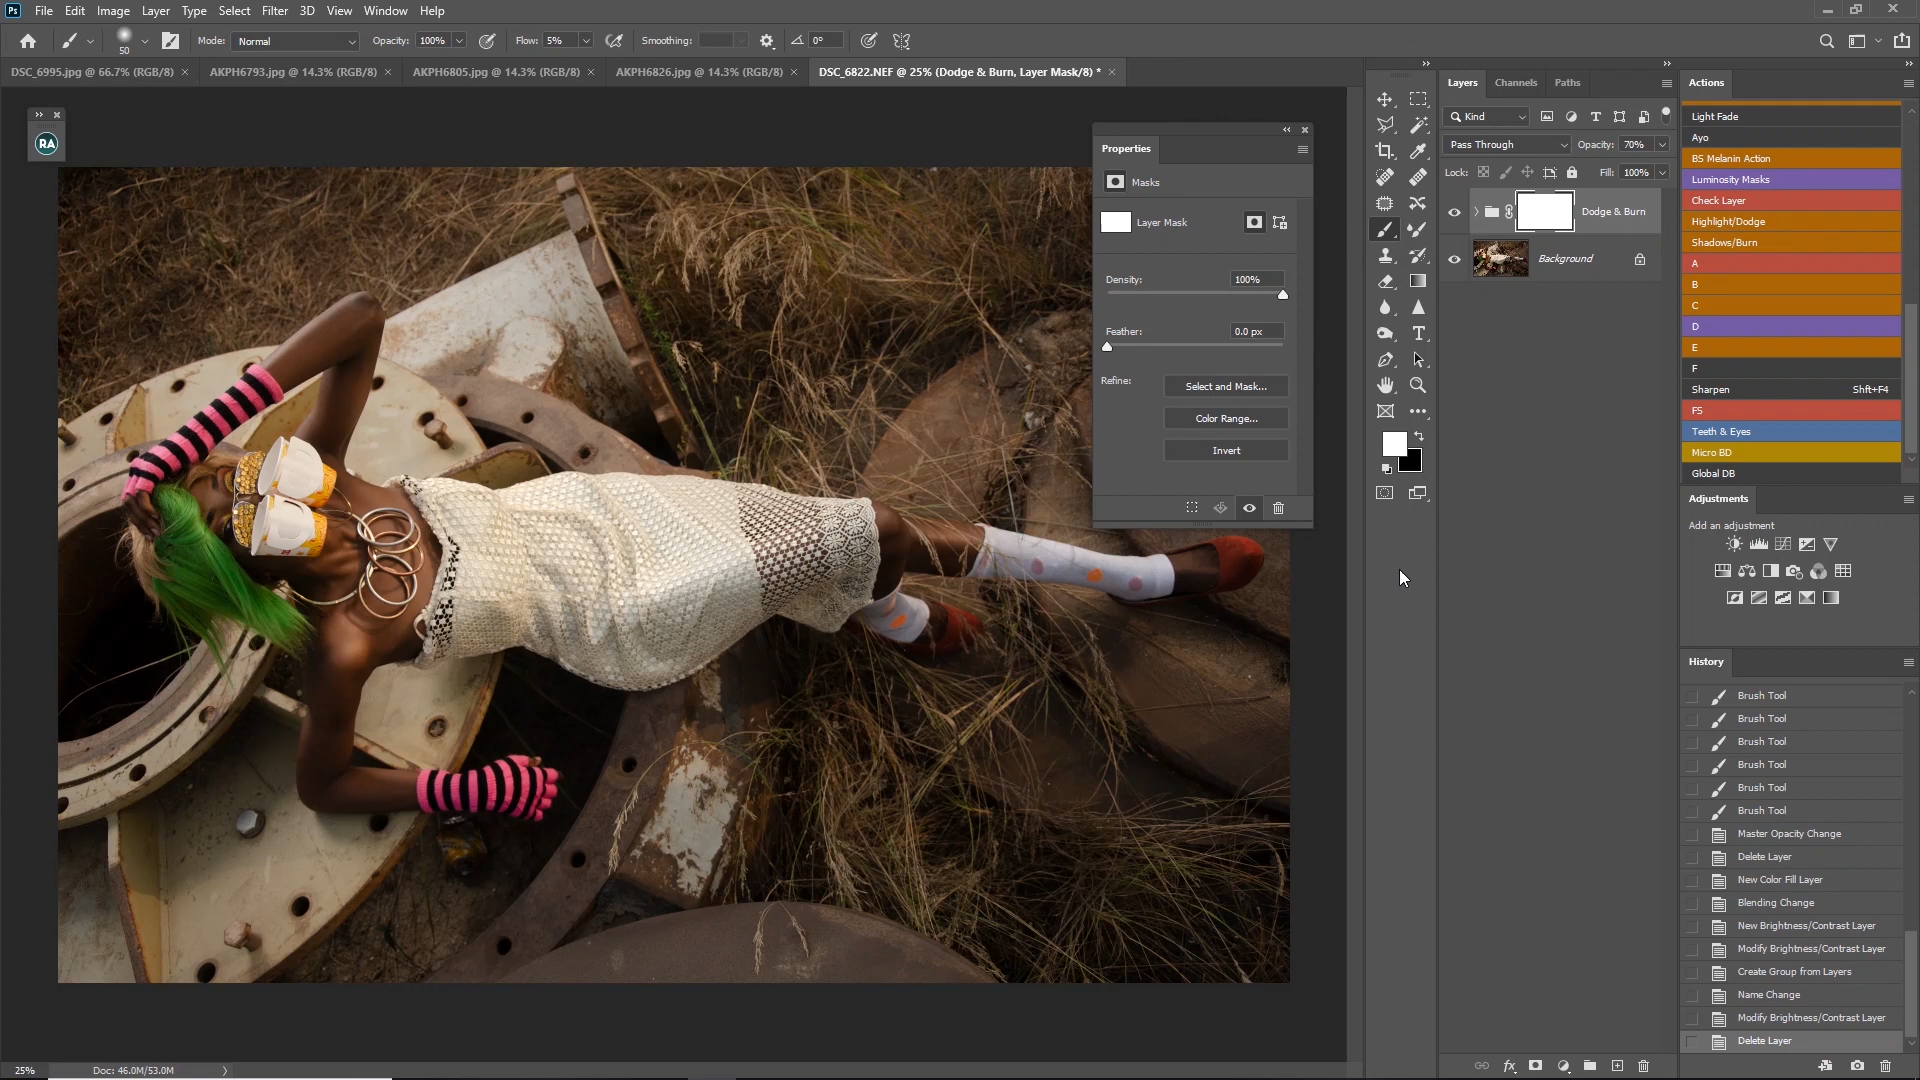 Ps File Edit Image Layer Type Select Filter 3D View Window Help
50 Mode: Normal Opacity: 100% Flow: 5% Smoothing: 0°
DSC_6995.jpg @ 66.7% (RGB/8) × AKPH6793.jpg @ 14.3% (RGB/8) × AKPH6805.jpg @ 14.3% (RGB/8) × AKPH6826.jpg @ 14.3% (RGB/8) × DSC_6822.NEF @ 25% (Dodge & Burn, Layer Mask/8) * ×
RA
Properties
Masks
Layer Mask
Density: 100%
Feather: 0.0 px
Refine: Select and Mask...
Color Range...
Invert
Layers Channels Paths
Kind
Pass Through Opacity: 70%
Lock: Fill: 100%
Dodge & Burn
Background
Actions
Light Fade
Ayo
BS Melanin Action
Luminosity Masks
Check Layer
Highlight/Dodge
Shadows/Burn
A
B
C
D
E
F
Sharpen Shft+F4
FS
Teeth & Eyes
Micro BD
Global DB
Adjustments
Add an adjustment
History
Brush Tool
Brush Tool
Brush Tool
Brush Tool
Brush Tool
Brush Tool
Master Opacity Change
Delete Layer
New Color Fill Layer
Blending Change
New Brightness/Contrast Layer
Modify Brightness/Contrast Layer
Create Group from Layers
Name Change
Modify Brightness/Contrast Layer
Delete Layer
25% Doc: 46.0M/53.0M